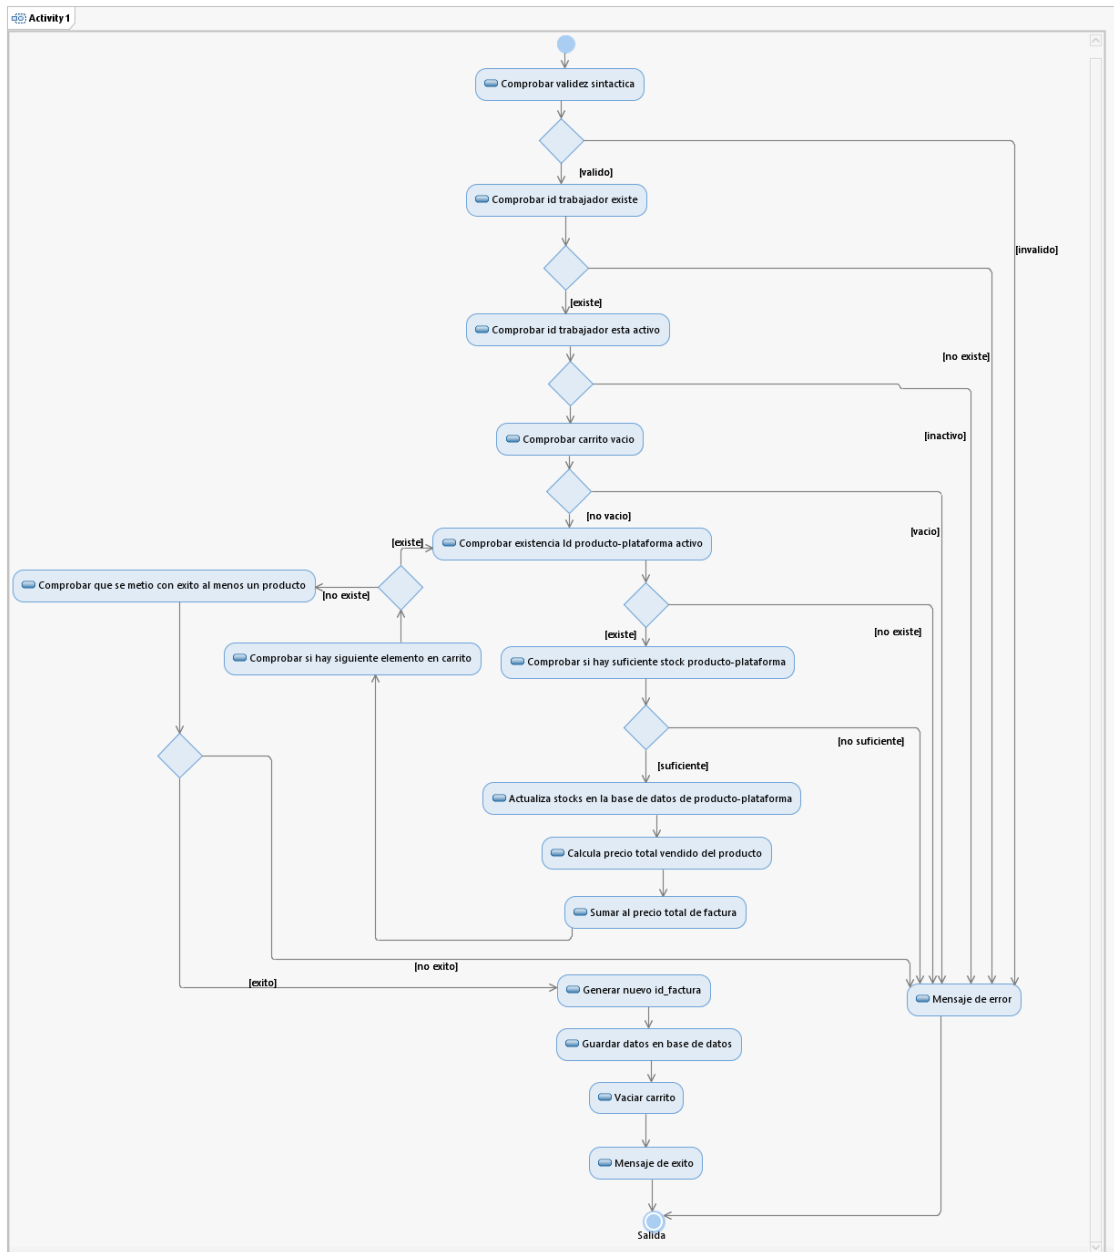 Activity 1
Comprobar validez sintactica
[valido]
Comprobar id trabajador existe
[invalido]
[existe]
Comprobar id trabajador esta activo
[no existe]
Comprobar carrito vacio
[inactivo]
[no vacio]
[vacio]
[existe]
Comprobar existencia Id producto-plataforma activo
Comprobar que se metio con exito al menos un producto
[no existe]
[existe]
[no existe]
Comprobar si hay siguiente elemento en carrito
Comprobar si hay suficiente stock producto-plataforma
[no suficiente]
[suficiente]
Actualiza stocks en la base de datos de producto-plataforma
Calcula precio total vendido del producto
Sumar al precio total de factura
[no exito]
[exito]
Generar nuevo id_factura
Mensaje de error
Guardar datos en base de datos
Vaciar carrito
Mensaje de exito
Salida